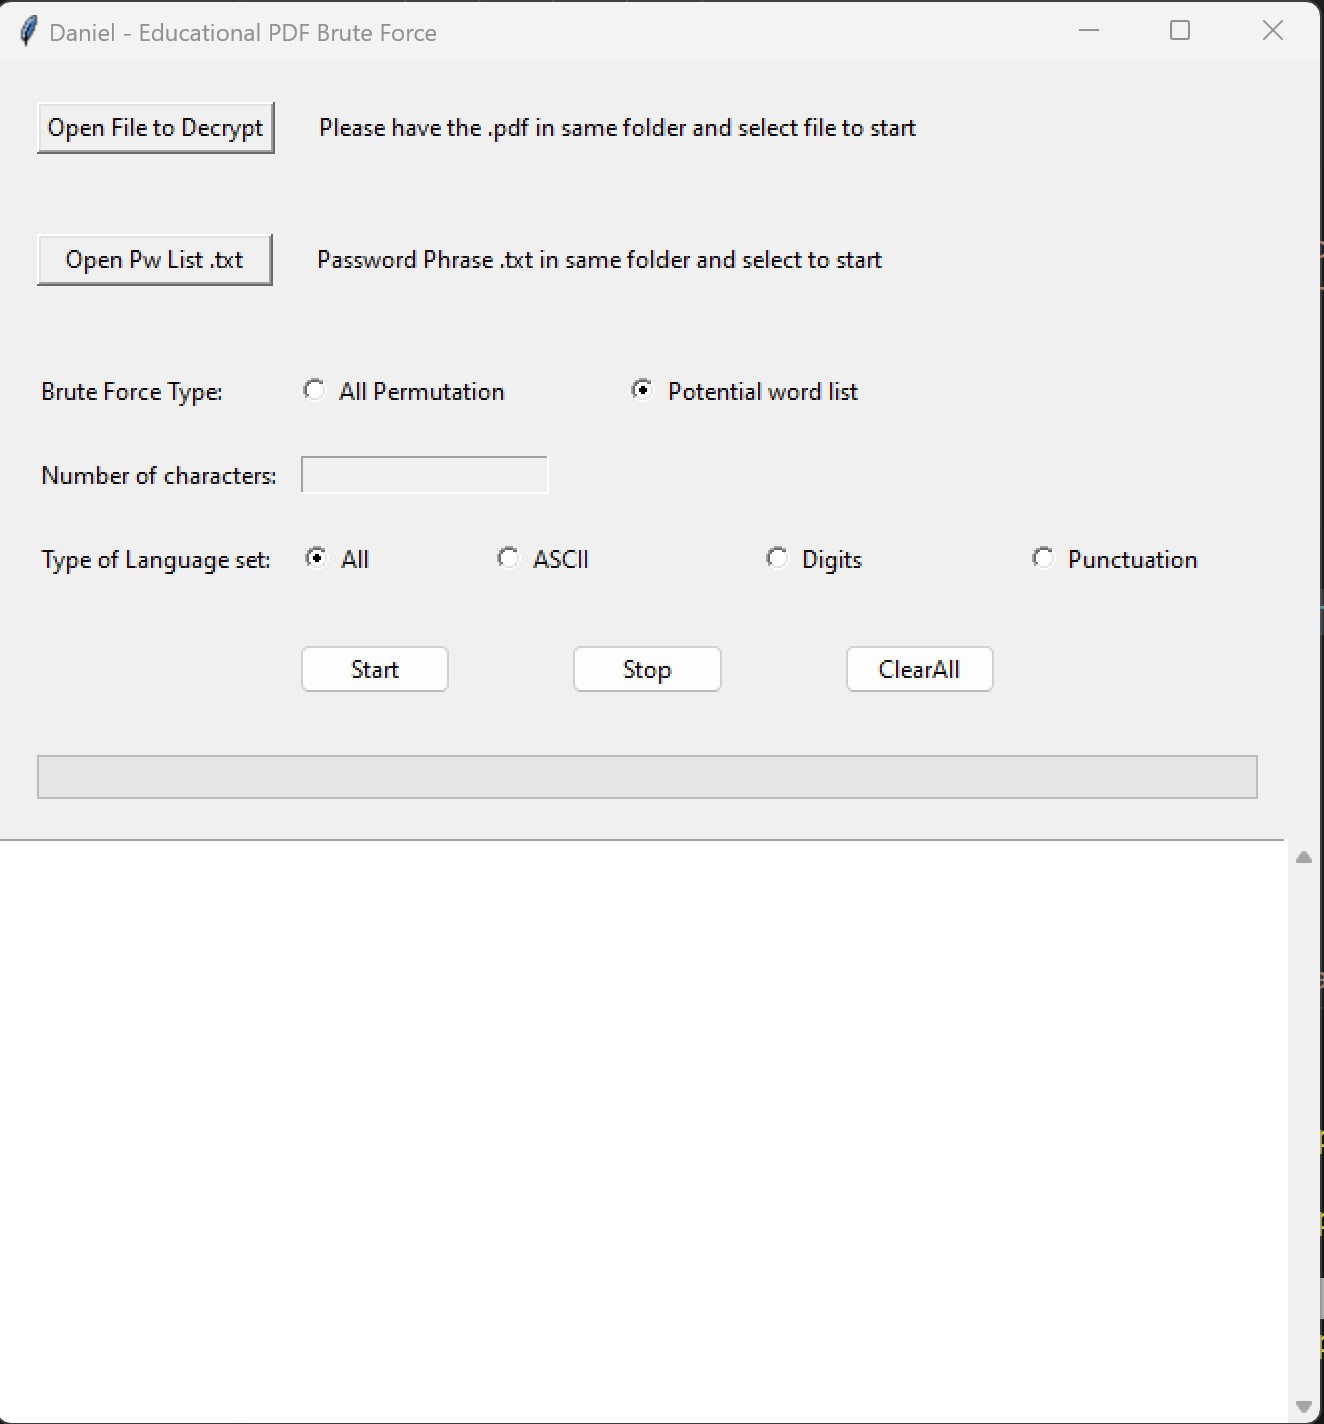 Daniel - Educational PDF Brute Force
Open File to Decrypt Please have the .pdf in same folder and select file to start
Open Pw List .txt Password Phrase .txt in same folder and select to start
Brute Force Type: All Permutation Potential word list
Number of characters:
Type of Language set: All ASCII Digits Punctuation
Start Stop ClearAll